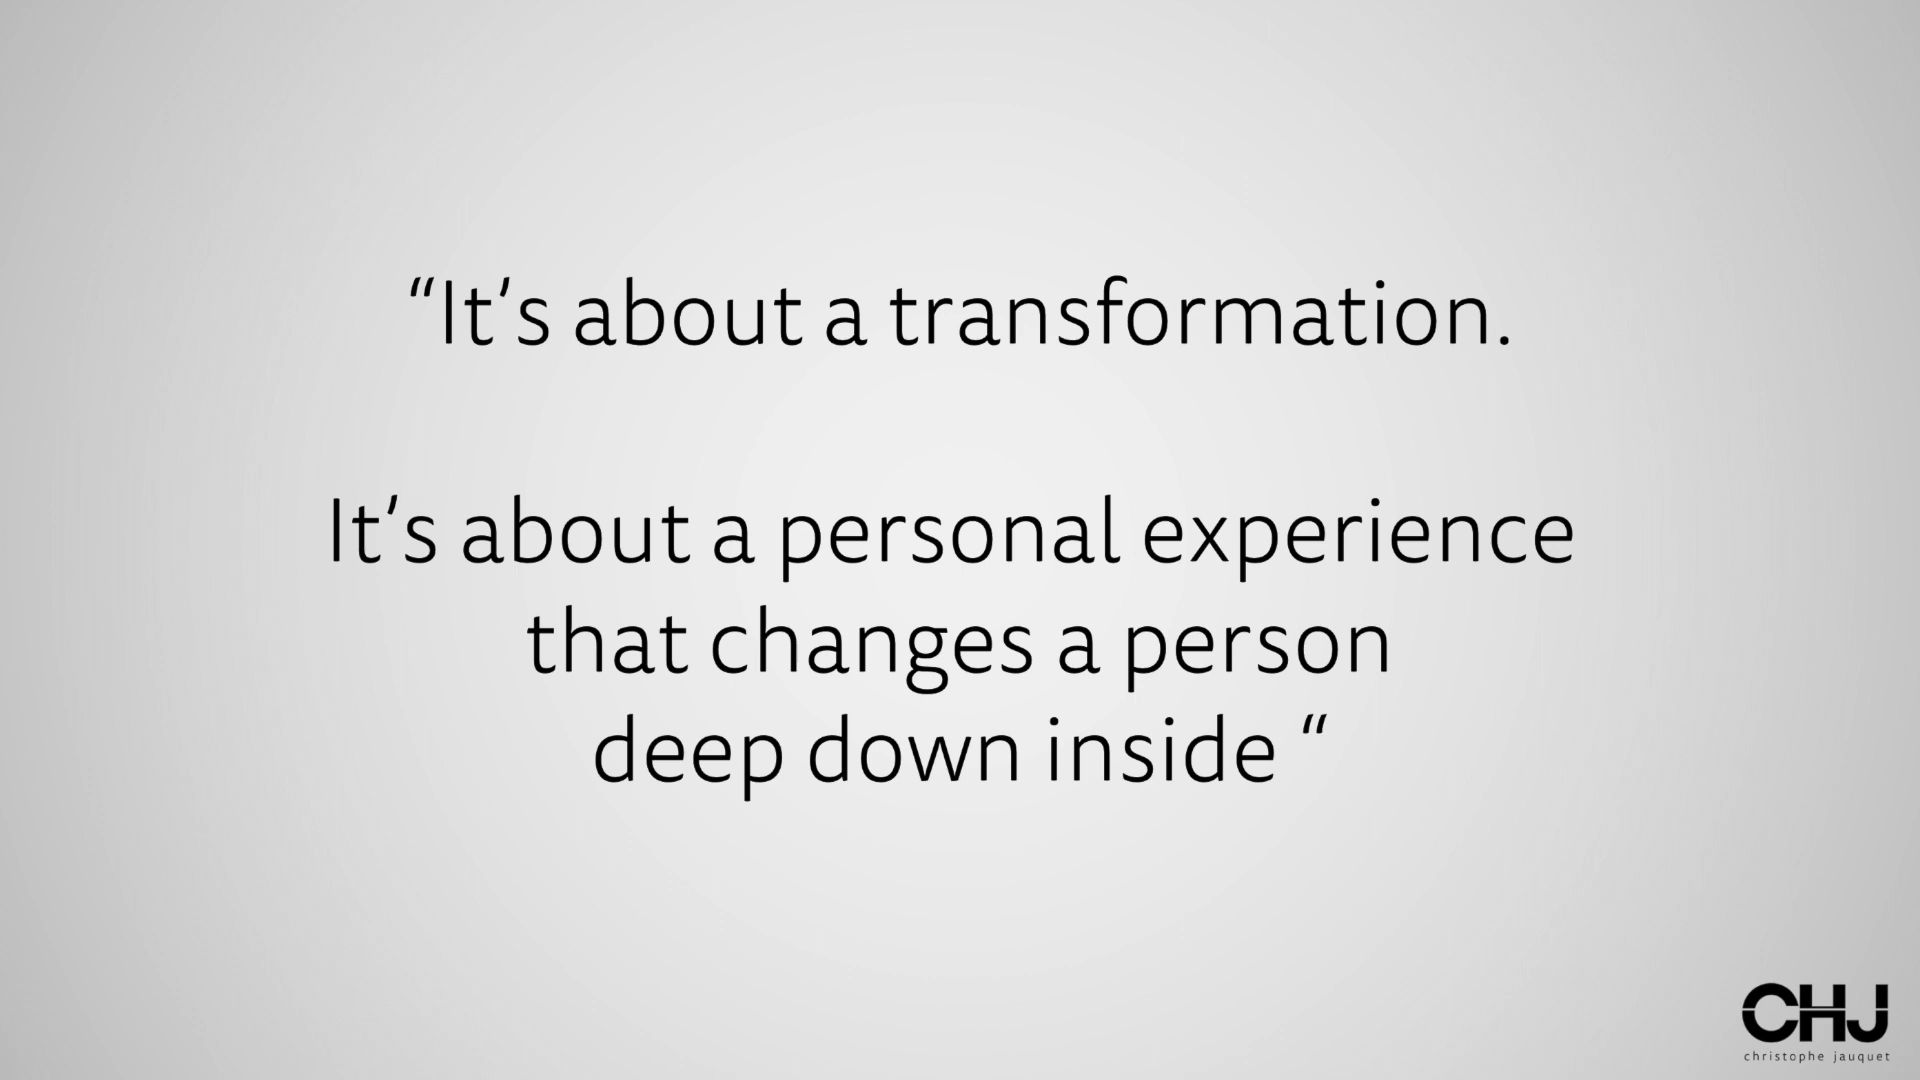 “It’s about a transformation.
It’s about a personal experience
that changes a person
deep down inside “
CHJ
christophe jauquet